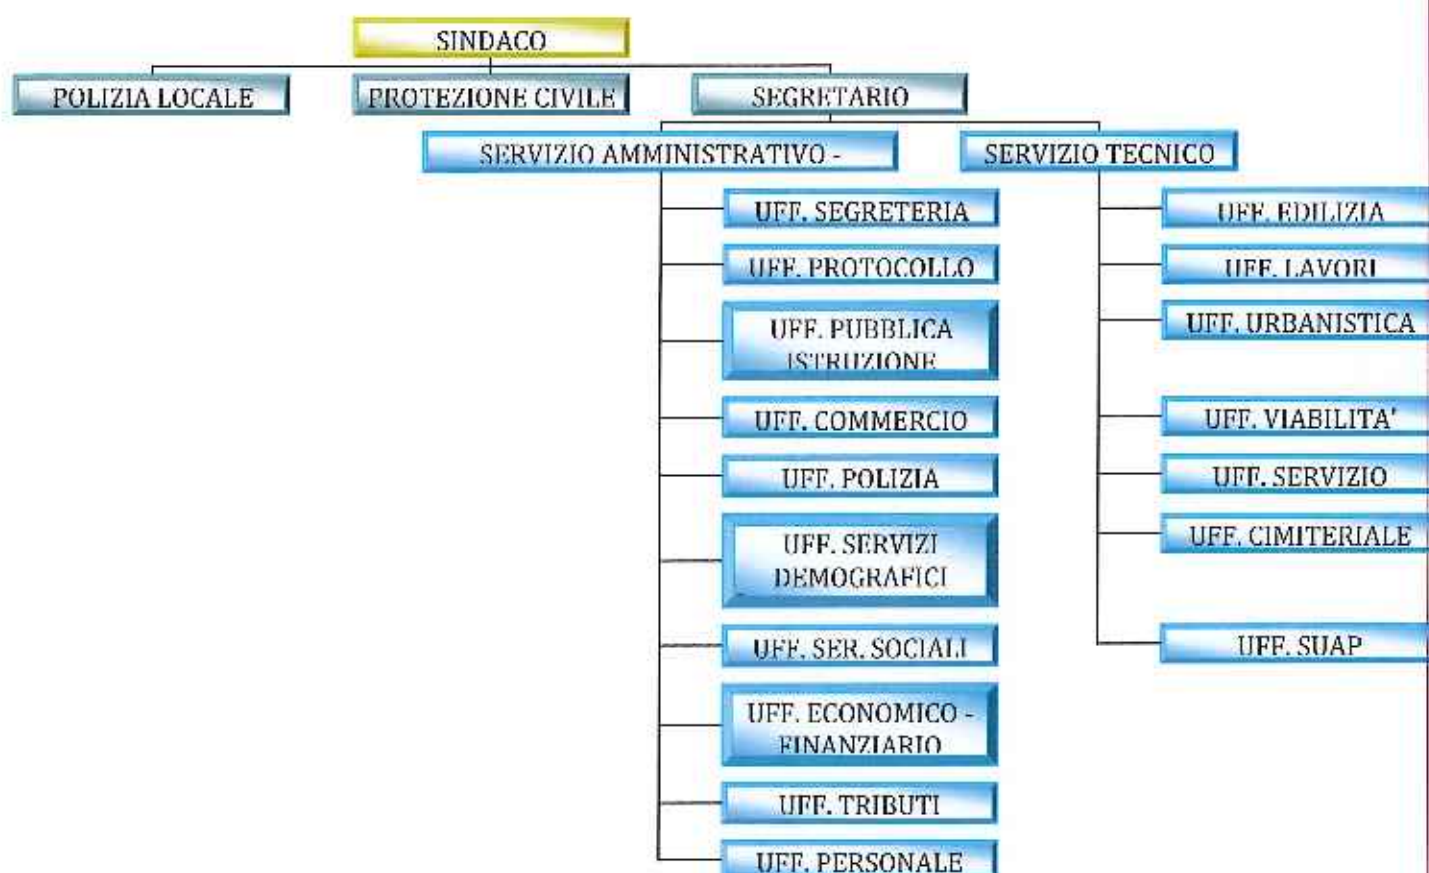 SINDACO
POLIZIA LOCALE
PROTEZIONE CIVILE
SEGRETARIO
SERVIZIO AMMINISTRATIVO -
SERVIZIO TECNICO
UFF. SEGRETERIA
UFF. PROTOCOLLO
UFF. PUBBLICA
ISTRUZIONE
UFF. COMMERCIO
UFF. POLIZIA
UFF. SERVIZI
DEMOGRAFICI
UFF. SER. SOCIALI
UFF. ECONOMICO -
FINANZIARIO
UFF. TRIBUTI
UFF. PERSONALE
UFF. EDILIZIA
UFF. LAVORI
UFF. URBANISTICA
UFF. VIABILITA'
UFF. SERVIZIO
UFF. CIMITERIALE
UFF. SUAP